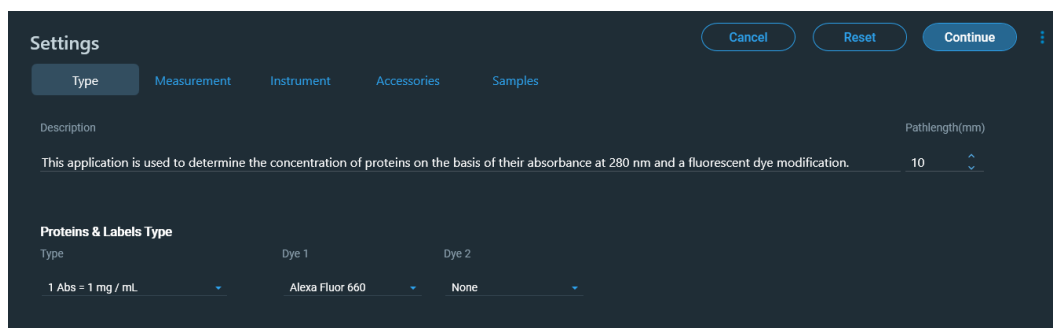 Settings
Cancel
Reset
Continue
Type
Measurement
Instrument
Accessories
Samples
Description
Pathlength(mm)
This application is used to determine the concentration of proteins on the basis of their absorbance at 280 nm and a fluorescent dye modification.
10
Proteins & Labels Type
Type
Dye 1
Dye 2
1 Abs = 1 mg / mL
Alexa Fluor 660
None